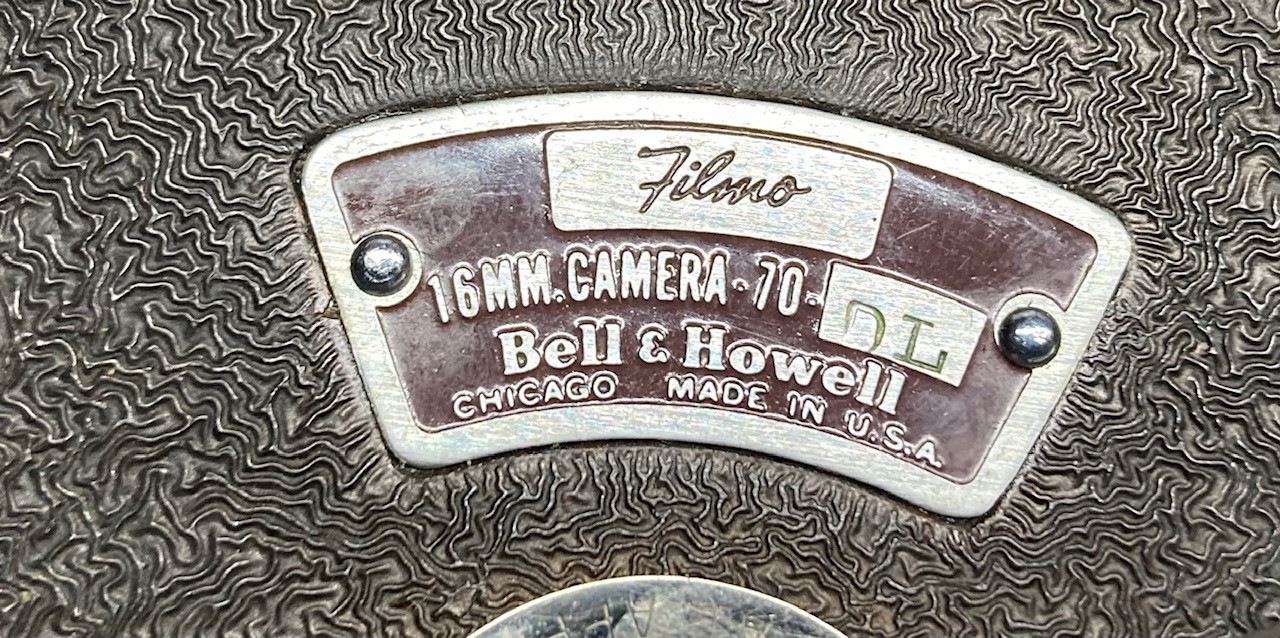 Filmo
16MM. CAMERA · 70 · DL
Bell & Howell
CHICAGO MADE IN U.S.A.